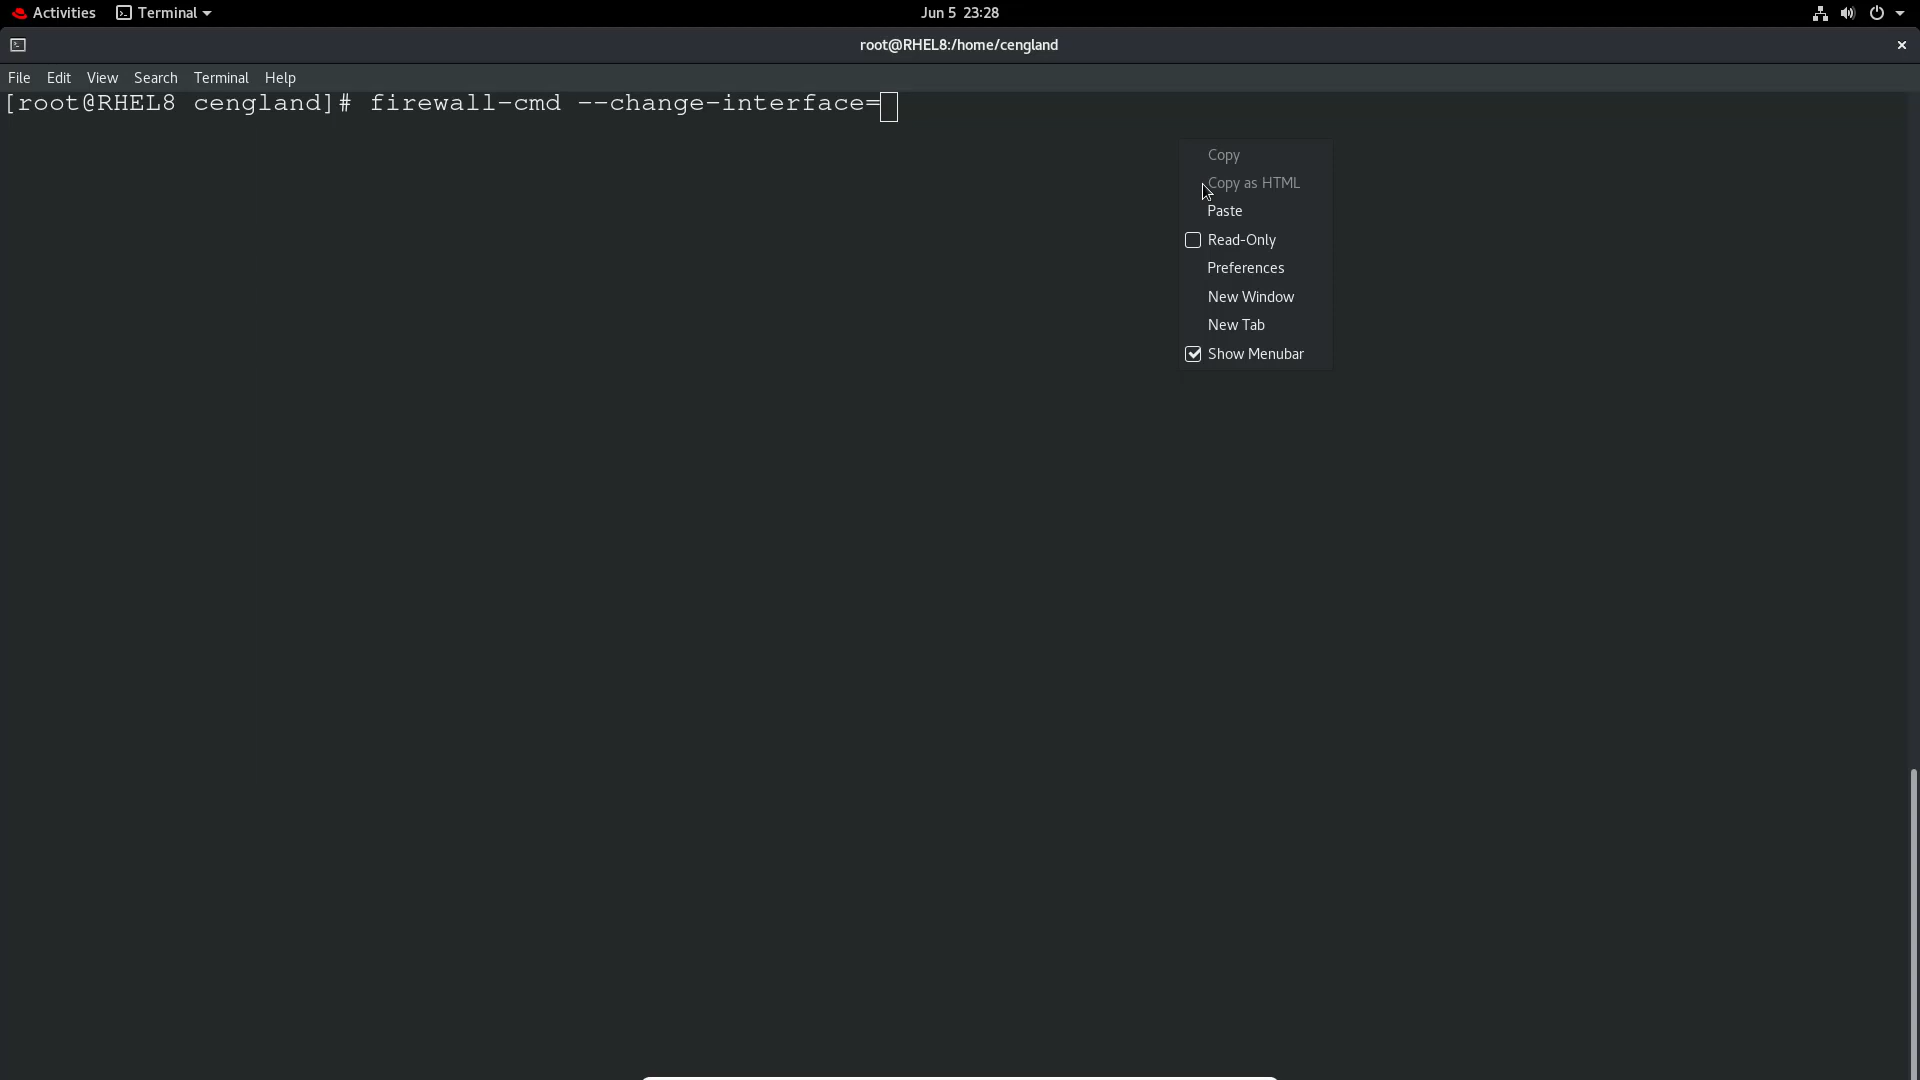 Activities Terminal Jun 5 23:28
root@RHEL8:/home/cengland
File Edit View Search Terminal Help
[root@RHEL8 cengland]# firewall-cmd --change-interface=
Copy
Copy as HTML
Paste
Read-Only
Preferences
New Window
New Tab
Show Menubar